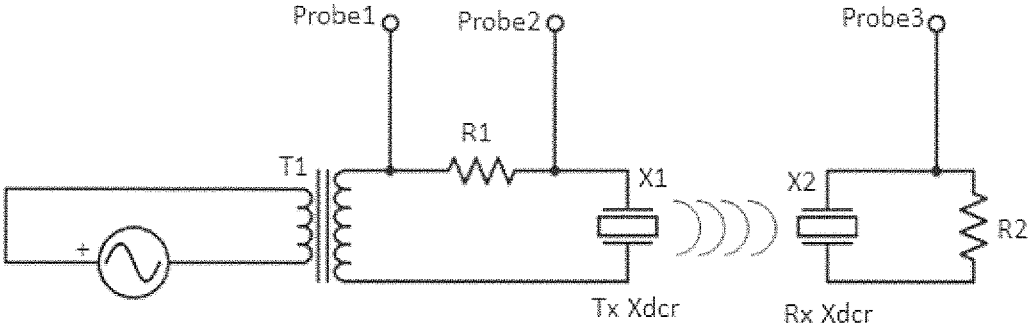 Probe1
Probe2
Probe3
R1
T1
X1
X2
+
R2
Tx Xdcr
Rx Xdcr